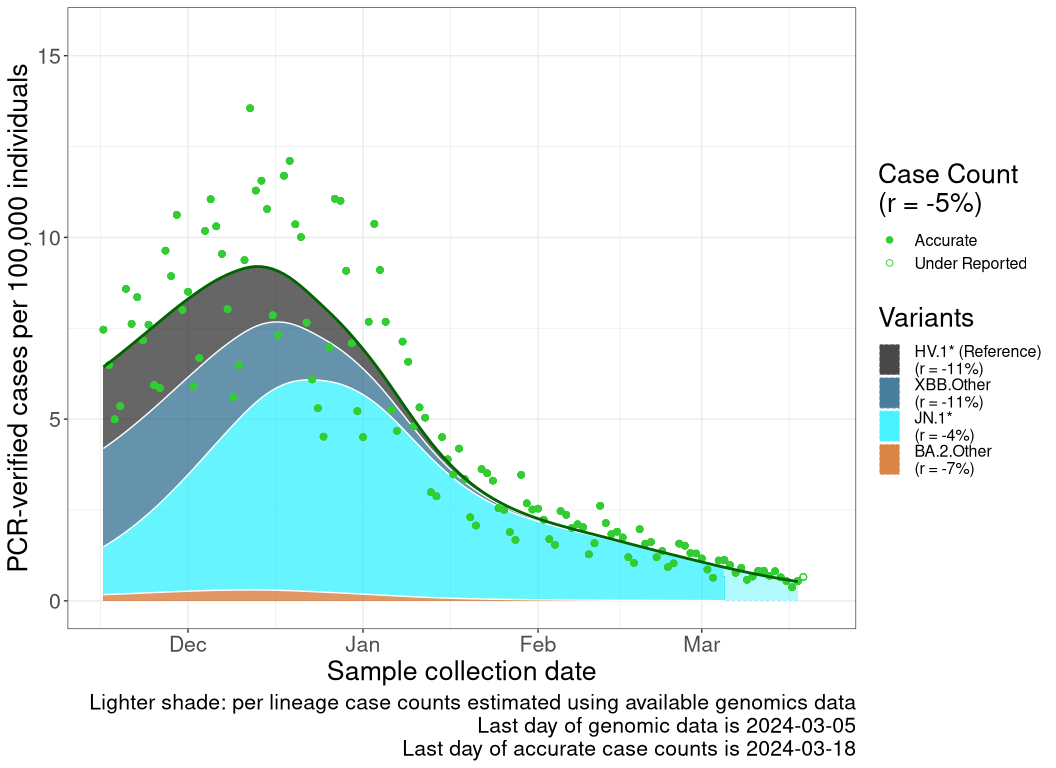 PCR-verified cases per 100,000 individuals
15
10
5
0
Dec
Jan
Feb
Mar
Sample collection date
Lighter shade: per lineage case counts estimated using available genomics data
Last day of genomic data is 2024-03-05
Last day of accurate case counts is 2024-03-18
Case Count
(r = -5%)
Accurate
Under Reported
Variants
HV.1* (Reference)
(r = -11%)
XBB.Other
(r = -11%)
JN.1*
(r = -4%)
BA.2.Other
(r = -7%)